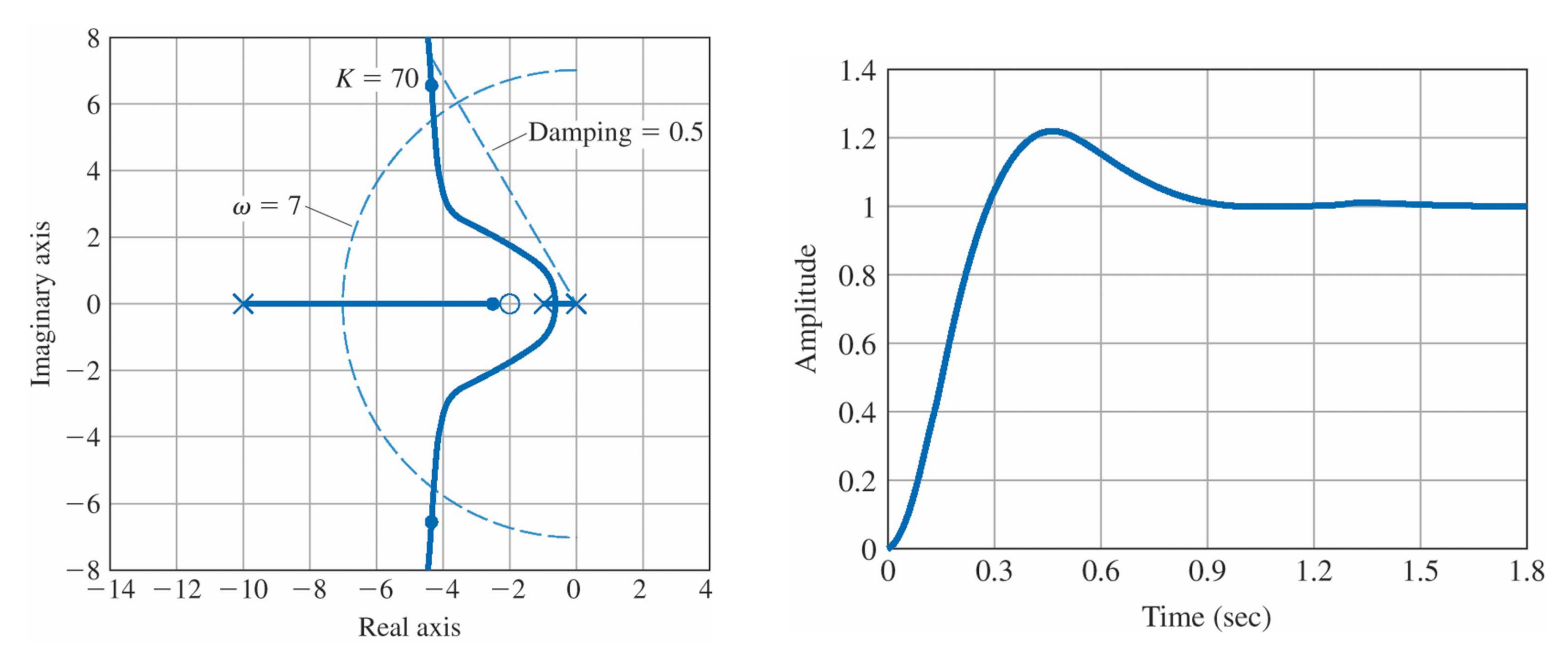 8
6
4
2
0
−2
−4
−6
−8
Imaginary axis
K = 70
Damping = 0.5
ω = 7
−14 −12 −10 −8 −6 −4 −2 0 2 4
Real axis
1.4
1.2
1
0.8
0.6
0.4
0.2
0
Amplitude
0 0.3 0.6 0.9 1.2 1.5 1.8
Time (sec)